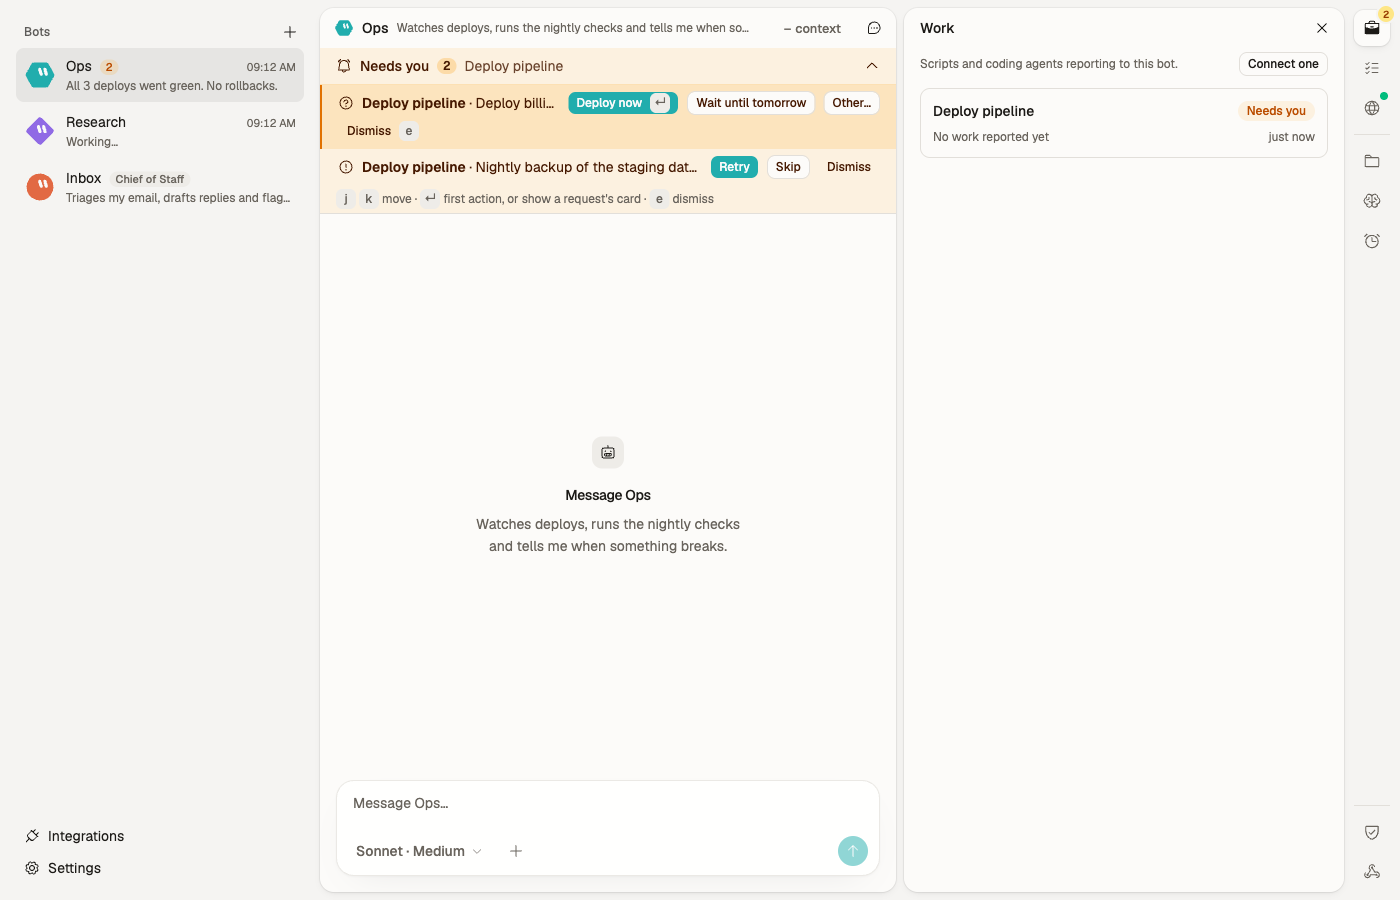 Bots
Ops 2 09:12 AM
All 3 deploys went green. No rollbacks.
Research 09:12 AM
Working...
Inbox Chief of Staff
Triages my email, drafts replies and flag...
Integrations
Settings
Ops Watches deploys, runs the nightly checks and tells me when so... – context
Needs you 2 Deploy pipeline
Deploy pipeline · Deploy billi... Deploy now ↵ Wait until tomorrow Other...
Dismiss e
Deploy pipeline · Nightly backup of the staging dat... Retry Skip Dismiss
j k move · ↵ first action, or show a request's card · e dismiss
Message Ops
Watches deploys, runs the nightly checks
and tells me when something breaks.
Message Ops...
Sonnet · Medium
Work
Scripts and coding agents reporting to this bot. Connect one
Deploy pipeline Needs you
No work reported yet just now
2